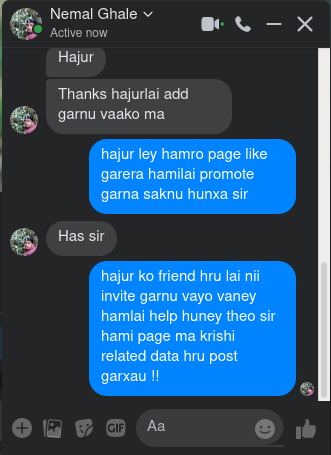 Nemal Ghale
Active now
Hajur
Thanks hajurlai add
garnu vaako ma
hajur ley hamro page like
garera hamilai promote
garna saknu hunxa sir
Has sir
hajur ko friend hru lai nii
invite garnu vayo vaney
hamlai help huney theo sir
hami page ma krishi
related data hru post
garxau !!
GIF
Aa